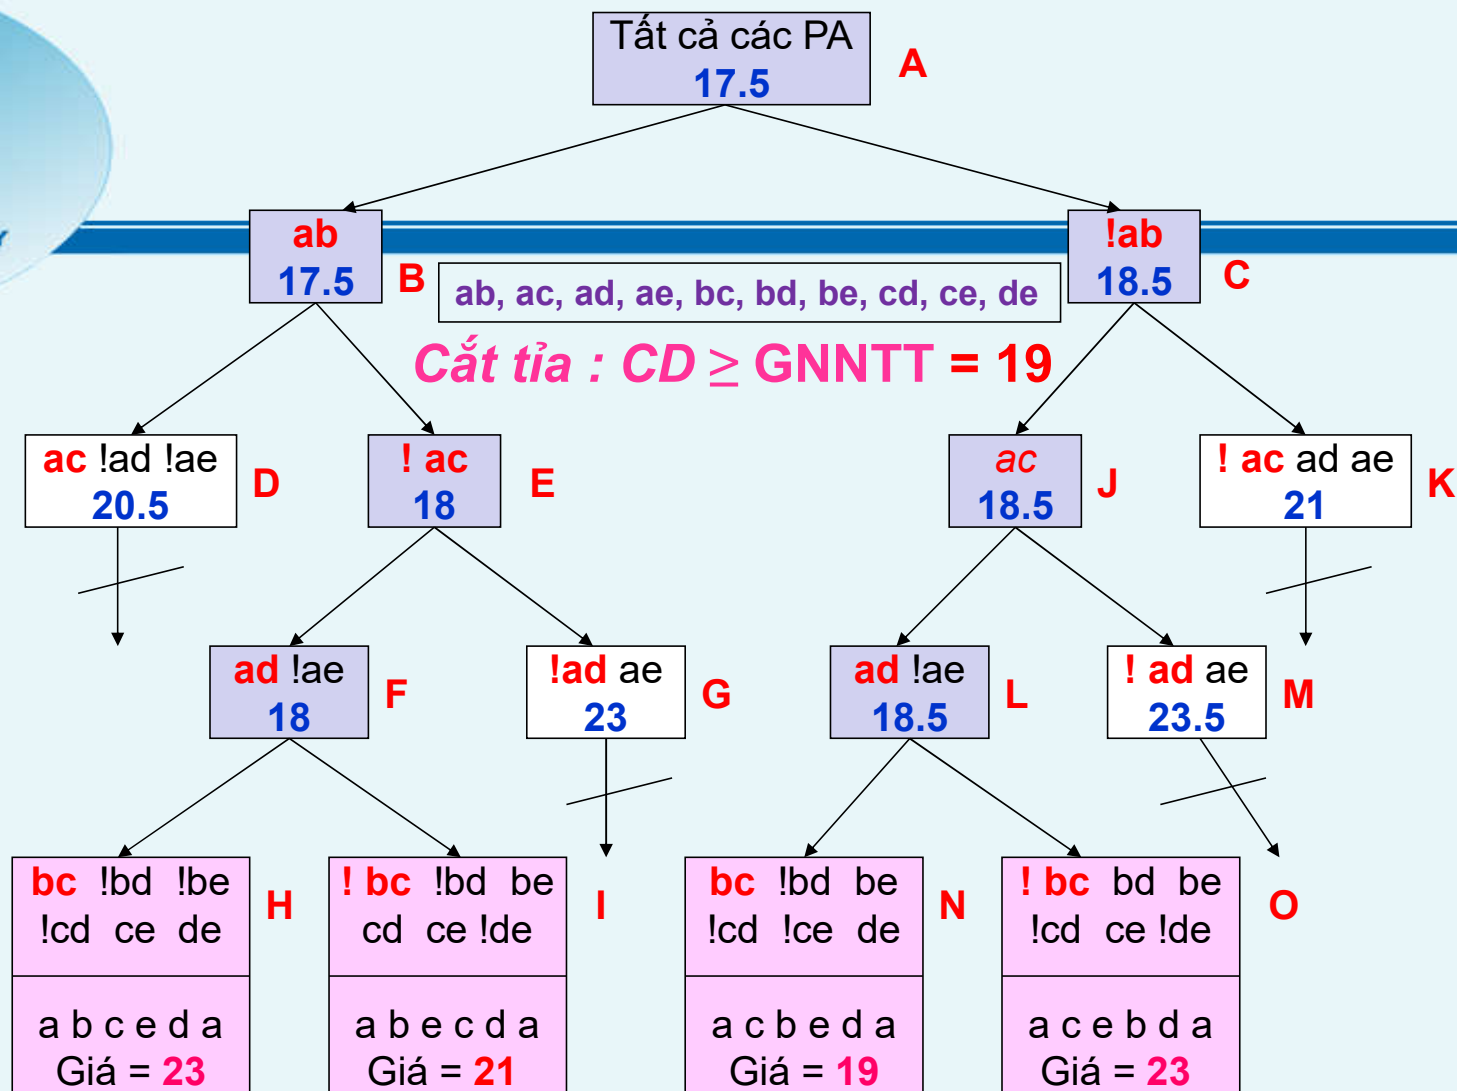 Tất cả các PA
17.5
A
ab
17.5
B
!ab
18.5
C
ab, ac, ad, ae, bc, bd, be, cd, ce, de
Cắt tỉa : CD ≥ GNNTT = 19
ac !ad !ae
20.5
D
! ac
18
E
ac
18.5
J
! ac ad ae
21
K
ad !ae
18
F
!ad ae
23
G
ad !ae
18.5
L
! ad ae
23.5
M
bc !bd !be
!cd ce de
H
a b c e d a
Giá = 23
! bc !bd be
cd ce !de
I
a b e c d a
Giá = 21
bc !bd be
!cd !ce de
N
a c b e d a
Giá = 19
! bc bd be
!cd ce !de
O
a c e b d a
Giá = 23